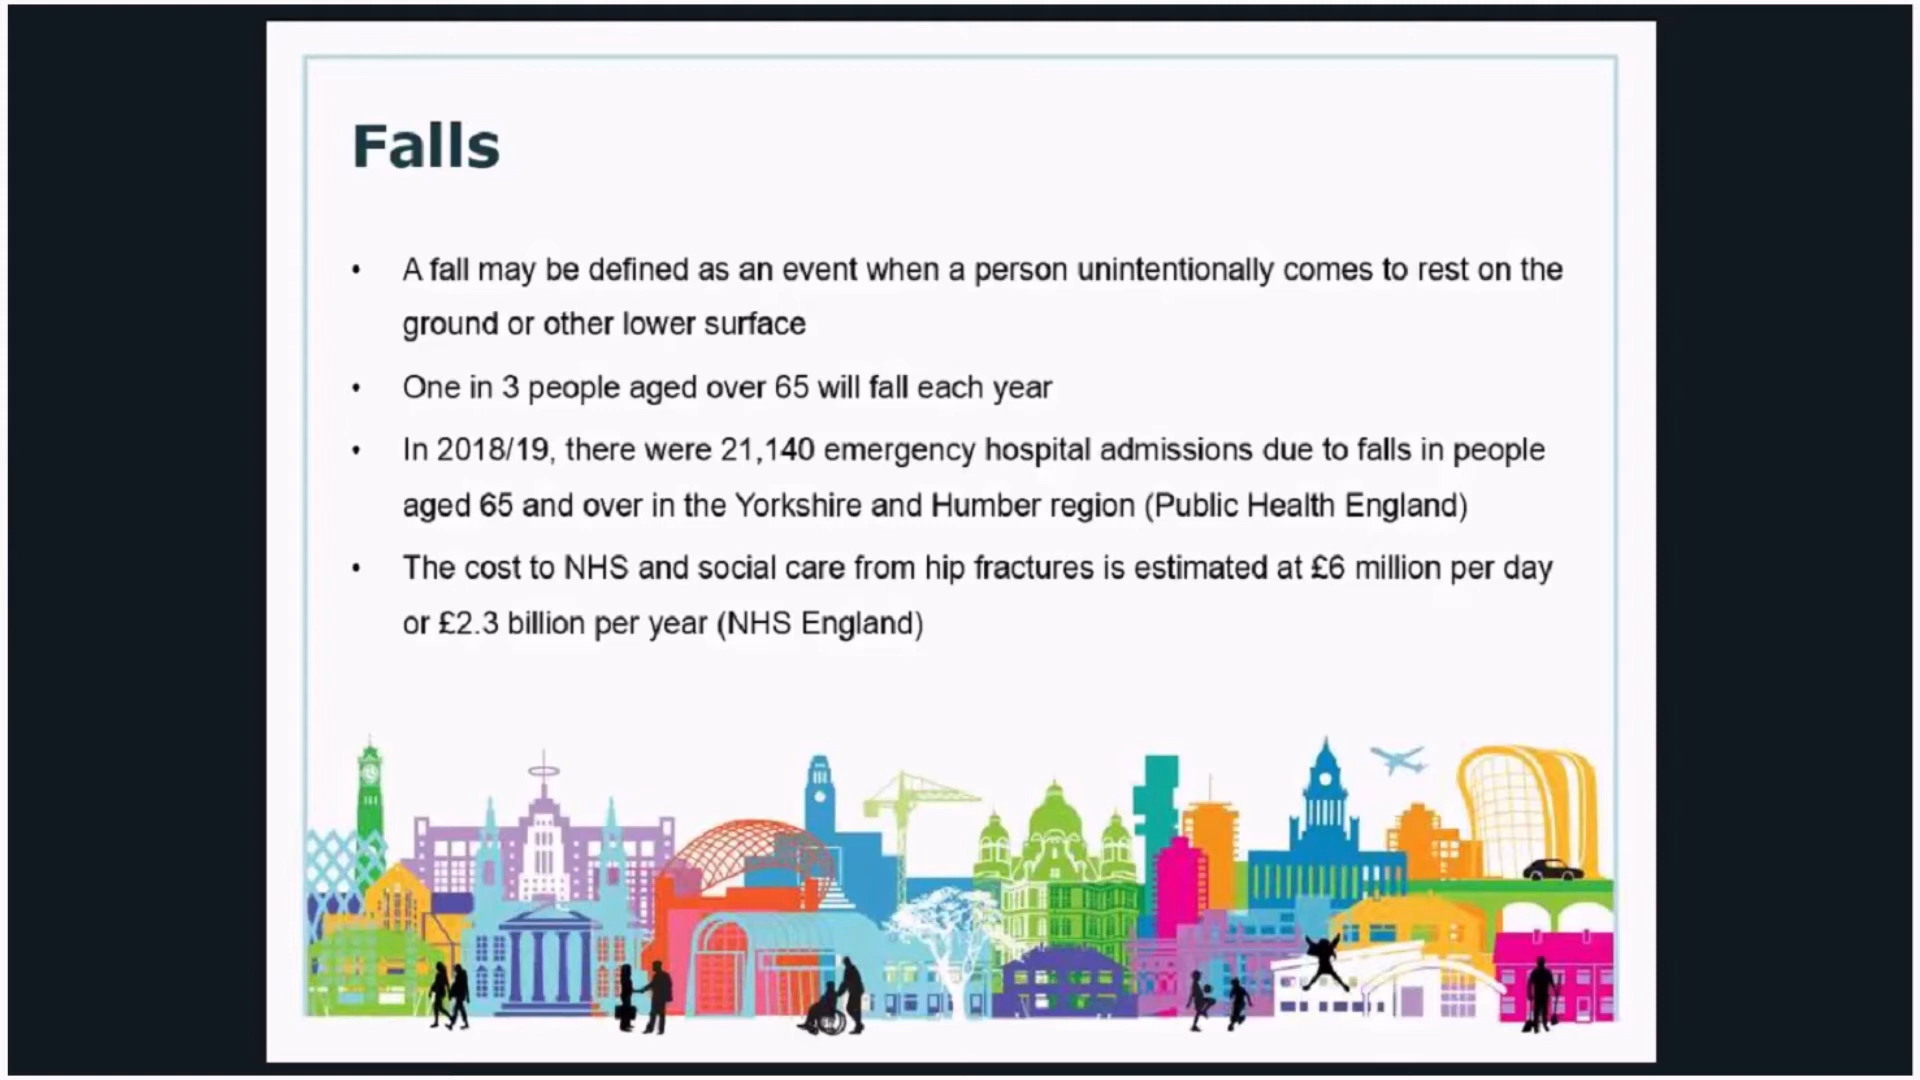 Falls
• A fall may be defined as an event when a person unintentionally comes to rest on the
ground or other lower surface
• One in 3 people aged over 65 will fall each year
• In 2018/19, there were 21,140 emergency hospital admissions due to falls in people
aged 65 and over in the Yorkshire and Humber region (Public Health England)
• The cost to NHS and social care from hip fractures is estimated at £6 million per day
or £2.3 billion per year (NHS England)